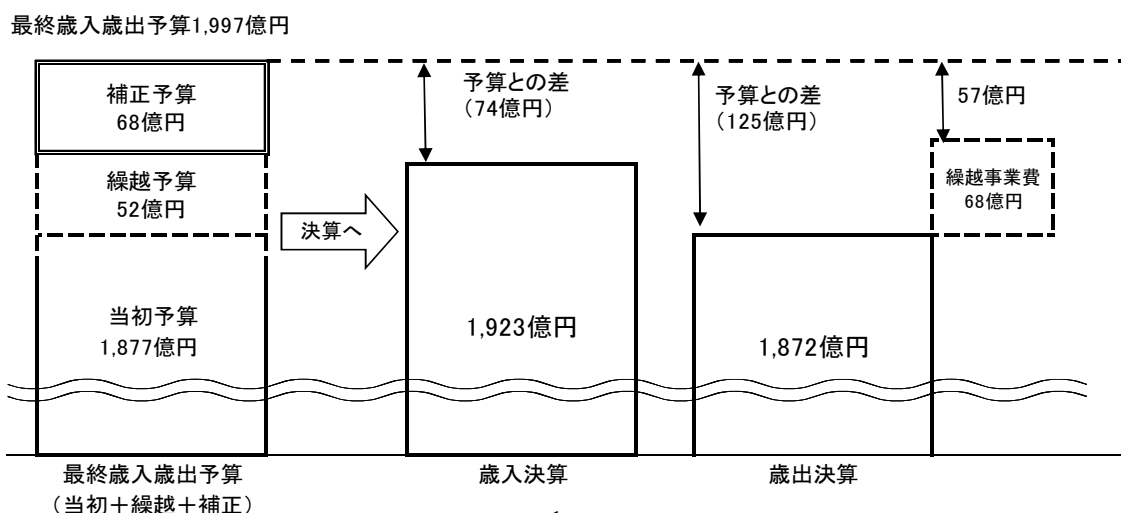 最終歳入歳出予算1,997億円
補正予算
68億円
繰越予算
52億円
当初予算
1,877億円
最終歳入歳出予算
（当初＋繰越＋補正）
決算へ
予算との差
（74億円）
1,923億円
歳入決算
予算との差
（125億円）
1,872億円
歳出決算
57億円
繰越事業費
68億円